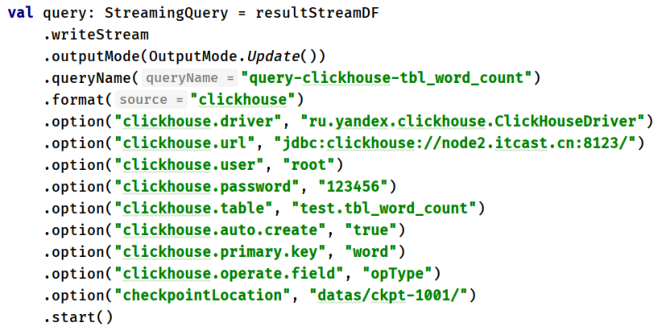 val query: StreamingQuery = resultStreamDF
.writeStream
.outputMode(OutputMode.Update())
.queryName( queryName = "query-clickhouse-tbl_word_count")
.format( source = "clickhouse")
.option("clickhouse.driver", "ru.yandex.clickhouse.ClickHouseDriver")
.option("clickhouse.url", "jdbc:clickhouse://node2.itcast.cn:8123/")
.option("clickhouse.user", "root")
.option("clickhouse.password", "123456")
.option("clickhouse.table", "test.tbl_word_count")
.option("clickhouse.auto.create", "true")
.option("clickhouse.primary.key", "word")
.option("clickhouse.operate.field", "opType")
.option("checkpointLocation", "datas/ckpt-1001/")
.start()